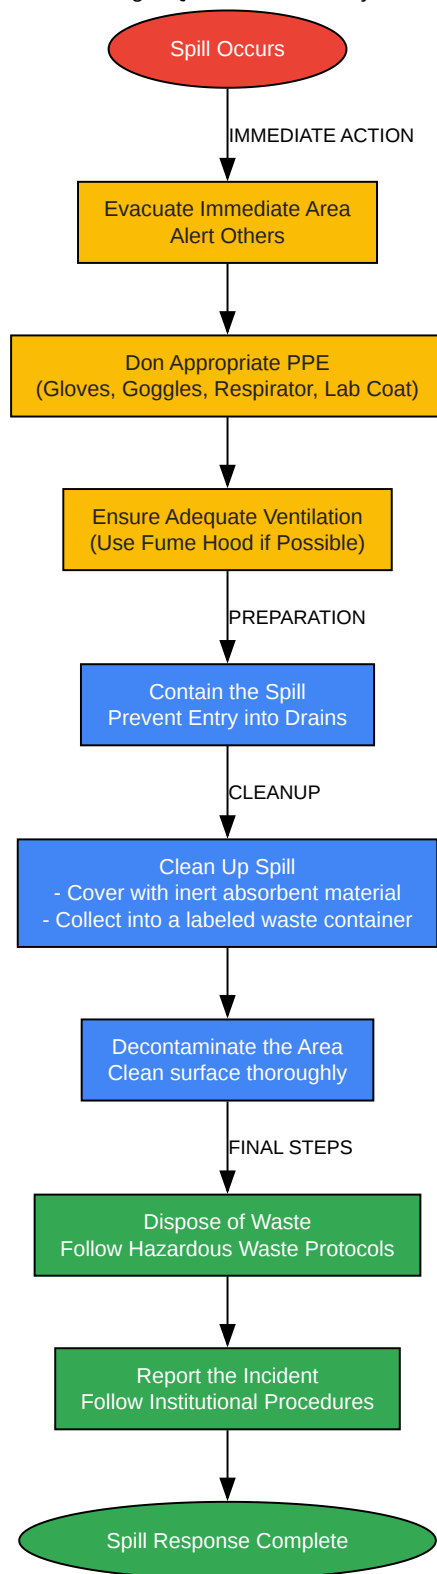 Spill Occurs
IMMEDIATE ACTION
Evacuate Immediate Area
Alert Others
Don Appropriate PPE
(Gloves, Goggles, Respirator, Lab Coat)
Ensure Adequate Ventilation
(Use Fume Hood if Possible)
PREPARATION
Contain the Spill
Prevent Entry into Drains
CLEANUP
Clean Up Spill
- Cover with inert absorbent material
- Collect into a labeled waste container
Decontaminate the Area
Clean surface thoroughly
FINAL STEPS
Dispose of Waste
Follow Hazardous Waste Protocols
Report the Incident
Follow Institutional Procedures
Spill Response Complete